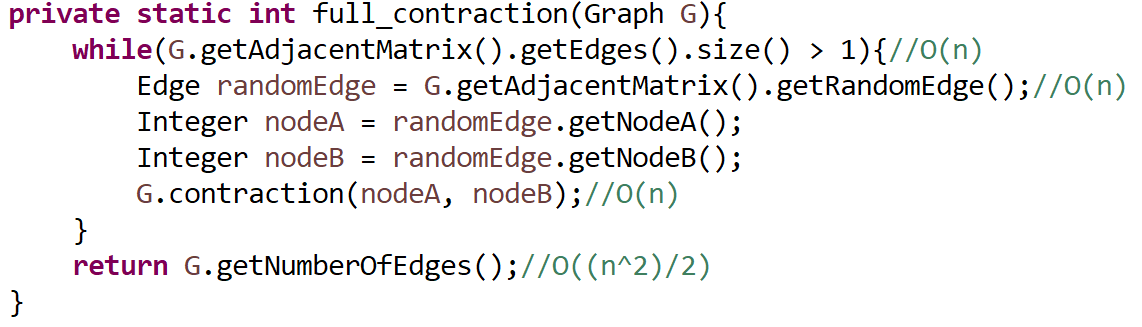 private static int full_contraction(Graph G){
while(G.getAdjacentMatrix().getEdges().size() > 1){//O(n)
Edge randomEdge = G.getAdjacentMatrix().getRandomEdge();//O(n)
Integer nodeA = randomEdge.getNodeA();
Integer nodeB = randomEdge.getNodeB();
G.contraction(nodeA, nodeB);//O(n)
}
return G.getNumberOfEdges();//O((n^2)/2)
}